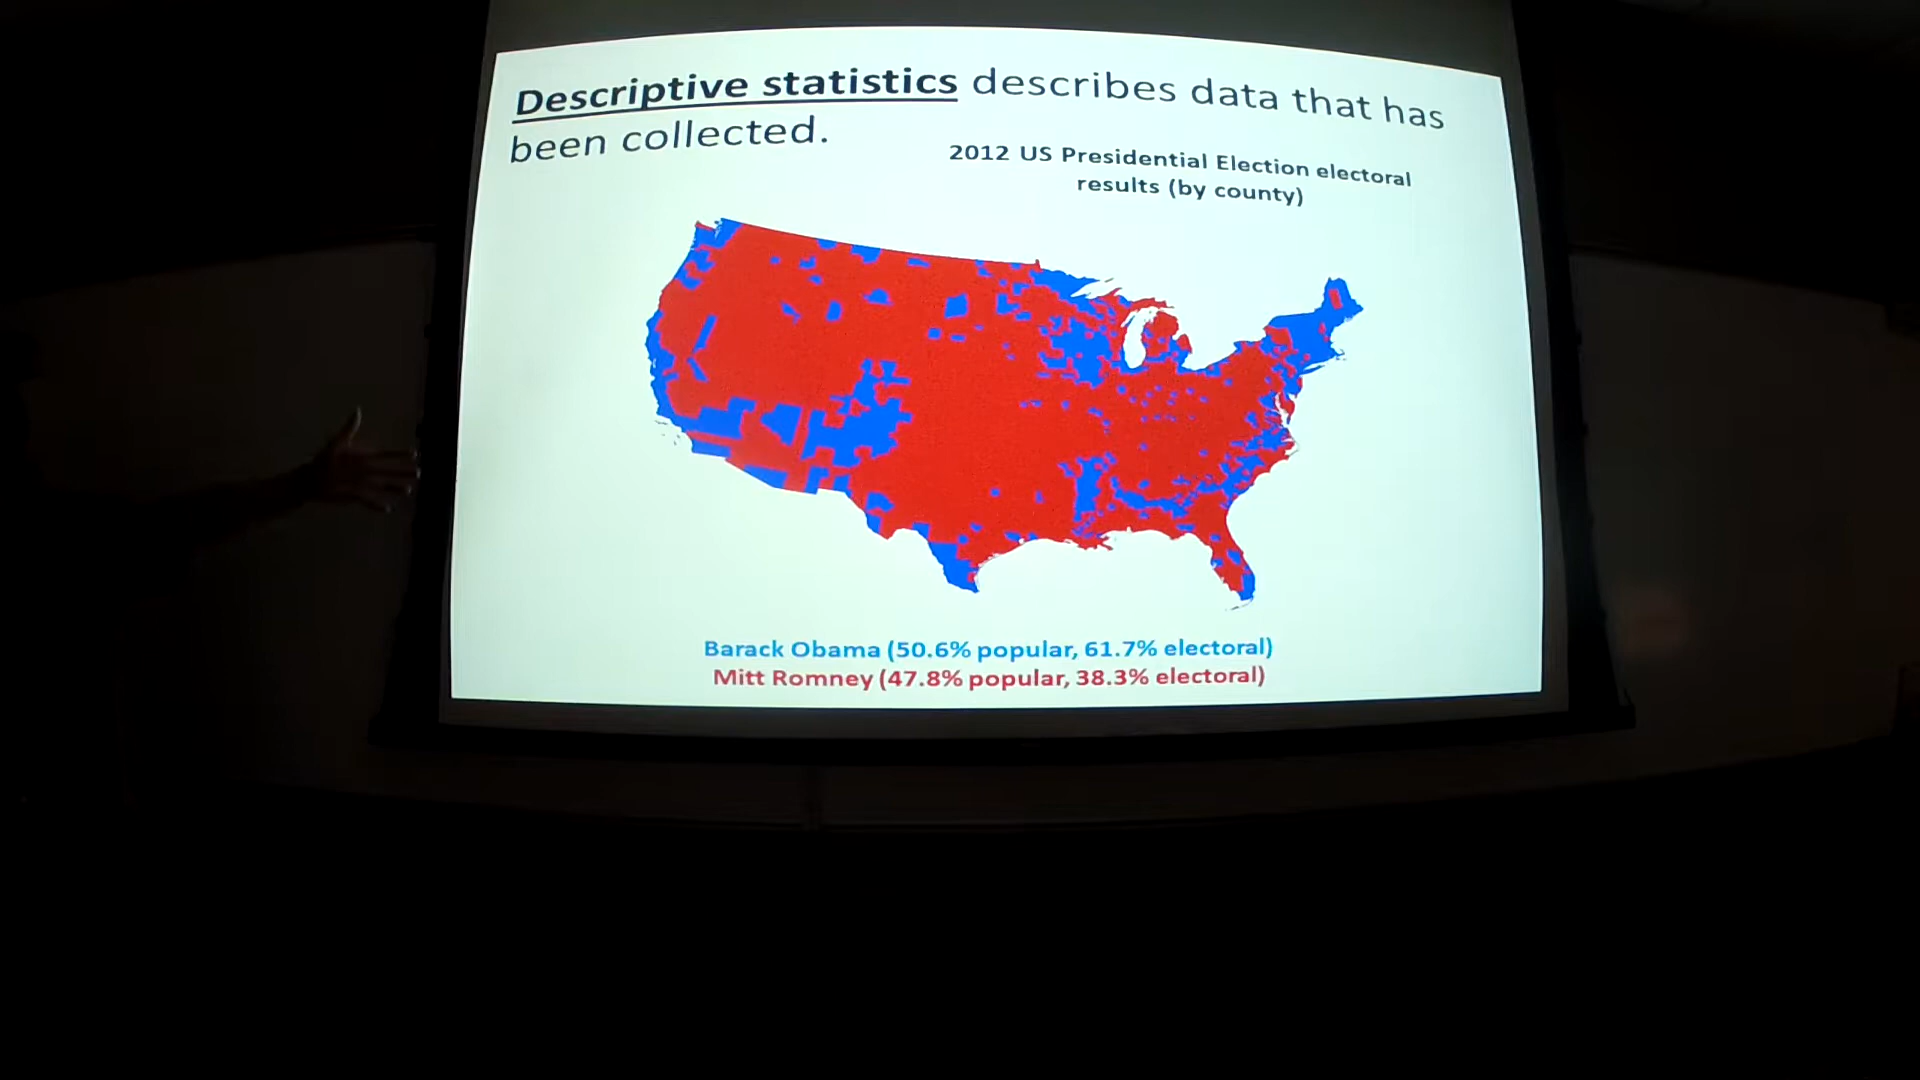 Descriptive statistics describes data that has
been collected.
2012 US Presidential Election electoral
results (by county)
Barack Obama (50.6% popular, 61.7% electoral)
Mitt Romney (47.8% popular, 38.3% electoral)